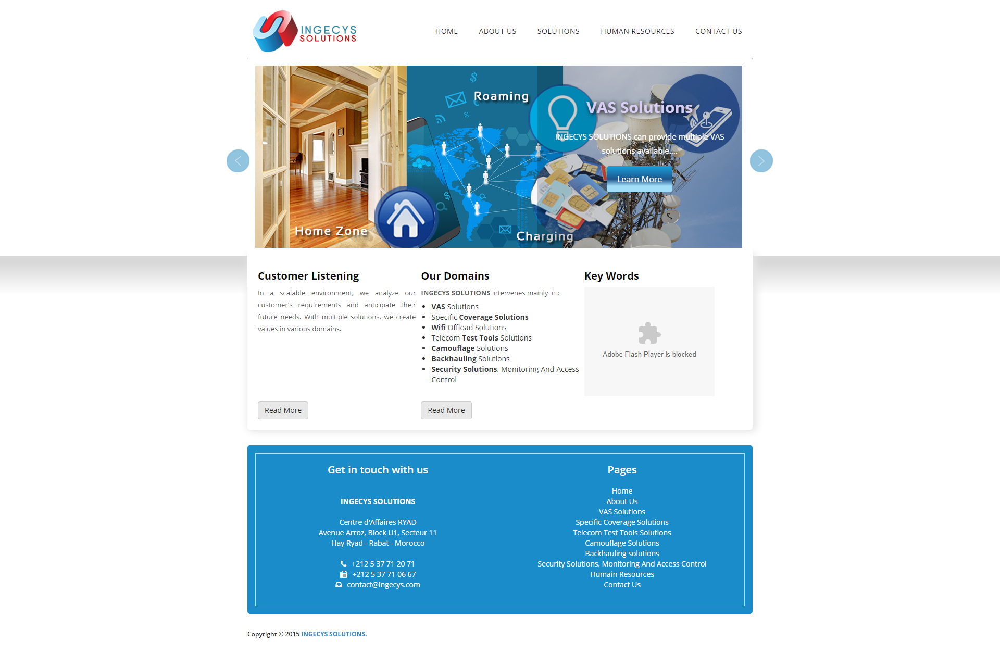 INGECYS
SOLUTIONS
HOME
ABOUT US
SOLUTIONS
HUMAN RESOURCES
CONTACT US
Roaming
VAS Solutions
INGECYS SOLUTIONS can provide multiple VAS
solutions available....
Learn More
Home Zone
Charging
Customer Listening
In a scalable environment, we analyze our
customer's requirements and anticipate their
future needs. With multiple solutions, we create
values in various domains.
Read More
Our Domains
INGECYS SOLUTIONS intervenes mainly in :
VAS Solutions
Specific Coverage Solutions
Wifi Offload Solutions
Telecom Test Tools Solutions
Camouflage Solutions
Backhauling Solutions
Security Solutions, Monitoring And Access
Control
Read More
Key Words
Adobe Flash Player is blocked
Get in touch with us
INGECYS SOLUTIONS
Centre d'Affaires RYAD
Avenue Arroz, Block U1, Secteur 11
Hay Ryad - Rabat - Morocco
+212 5 37 71 20 71
+212 5 37 71 06 67
contact@ingecys.com
Pages
Home
About Us
VAS Solutions
Specific Coverage Solutions
Telecom Test Tools Solutions
Camouflage Solutions
Backhauling solutions
Security Solutions, Monitoring And Access Control
Humain Resources
Contact Us
Copyright © 2015 INGECYS SOLUTIONS.